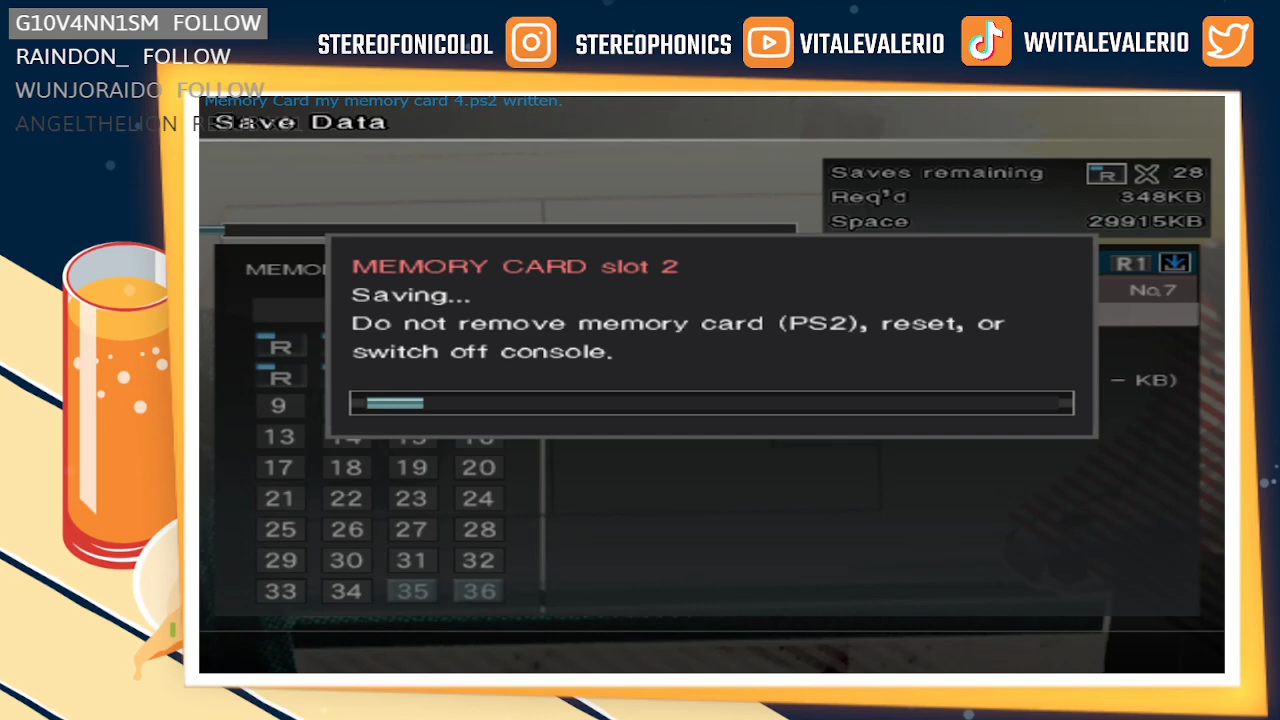 G10V4NN1SM FOLLOW
RAINDON_ FOLLOW
WUNJORAIDO FOLLOW
ANGELTHELION
STEREOFONICOLOL
STEREOPHONICS
VITALEVALERIO
WVITALEVALERIO
Memory Card my memory card 4.ps2 written.
Save Data
Saves remaining R X 28
Req'd 348KB
Space 29915KB
R1
No.7
– KB)
MEMORY CARD slot 2
Saving...
Do not remove memory card (PS2), reset, or
switch off console.
R
R
9
13 14 15 16
17 18 19 20
21 22 23 24
25 26 27 28
29 30 31 32
33 34 35 36